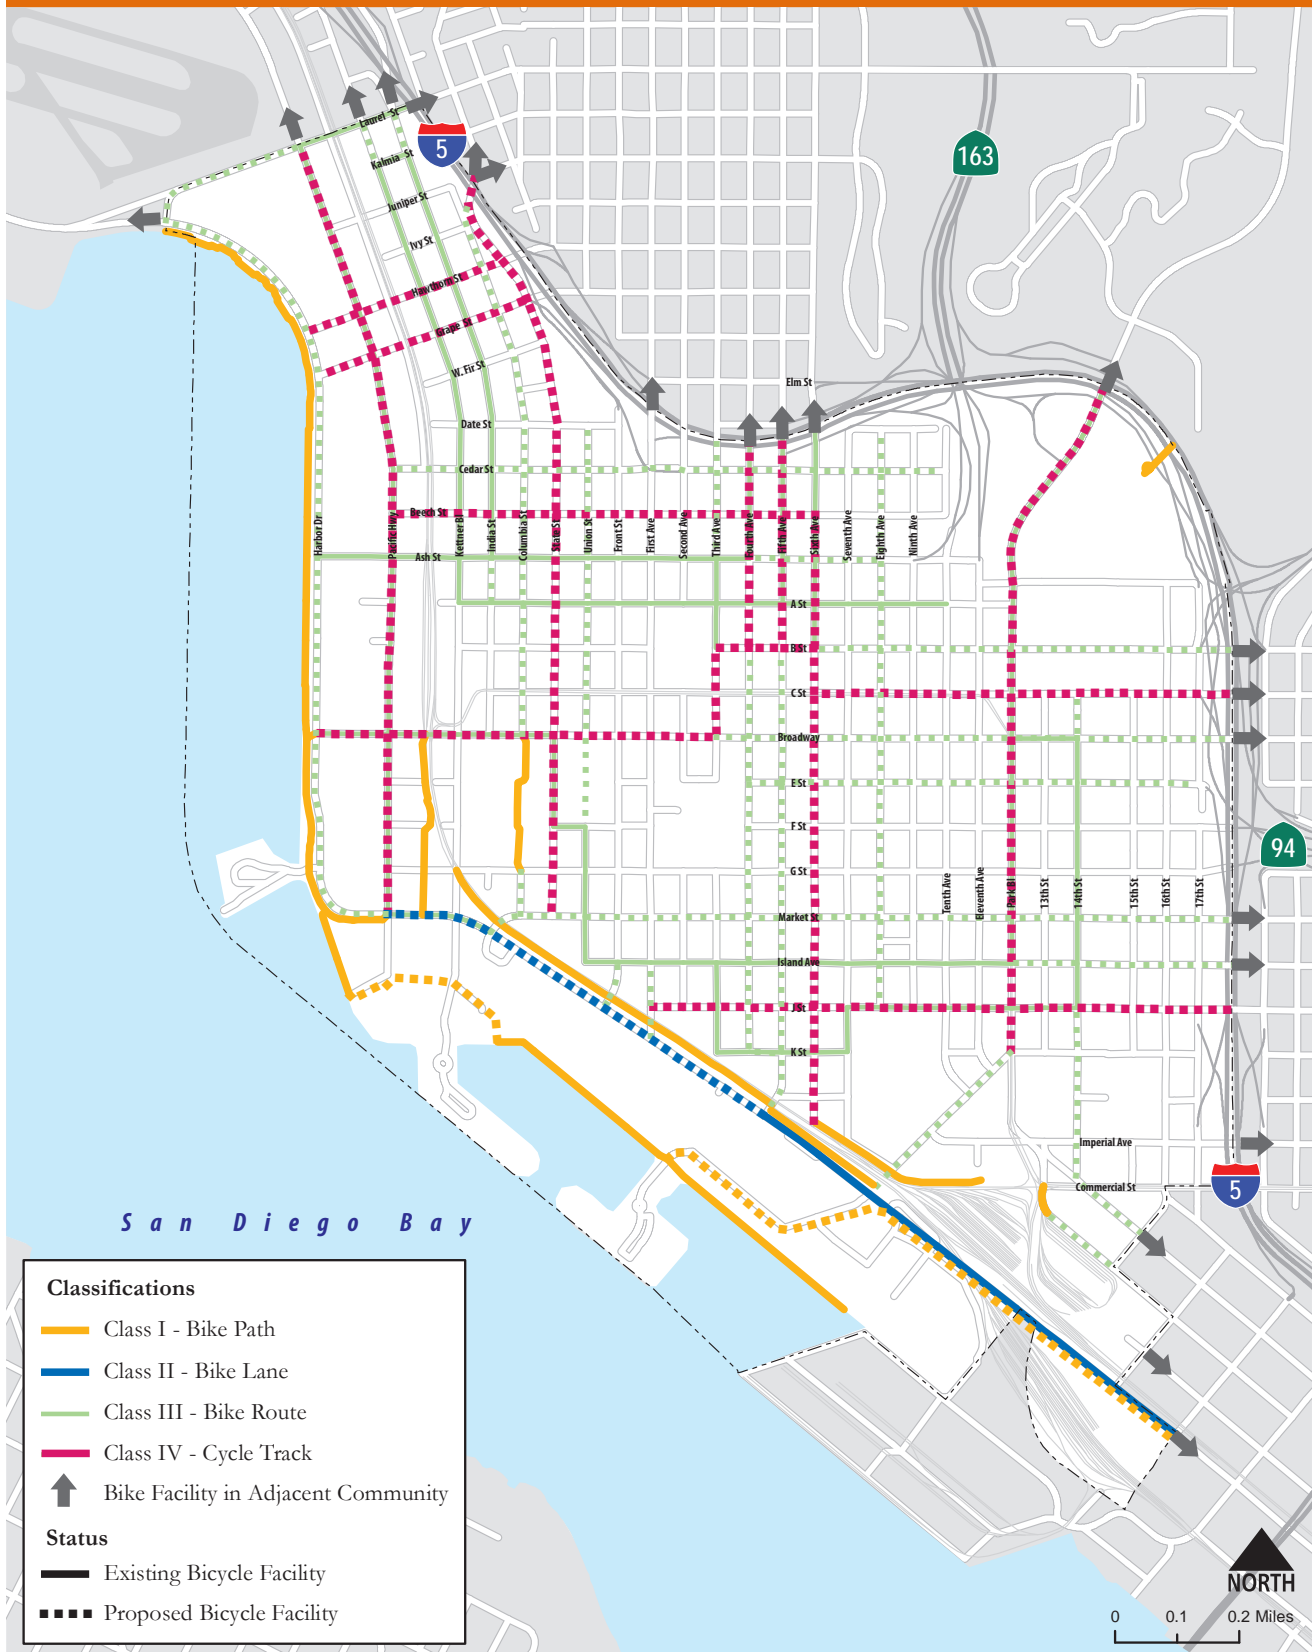 Laurel St
5
163
Kalmia St
Juniper St
Ivy St
Hawthorn St
Grape St
W. Fir St
Elm St
Date St
Cedar St
Beech St
Harbor Dr
Pacific Hwy
Kettner Bl
India St
Columbia St
State St
Union St
Front St
First Ave
Second Ave
Third Ave
Fourth Ave
Fifth Ave
Sixth Ave
Seventh Ave
Eighth Ave
Ninth Ave
Ash St
A St
B St
C St
Broadway
E St
F St
94
G St
Tenth Ave
Eleventh Ave
Park Bl
13th St
14th St
15th St
16th St
17th St
Market St
Island Ave
J St
K St
Imperial Ave
Commercial St
5
San Diego Bay
Classifications
Class I - Bike Path
Class II - Bike Lane
Class III - Bike Route
Class IV - Cycle Track
Bike Facility in Adjacent Community
Status
Existing Bicycle Facility
Proposed Bicycle Facility
NORTH
0 0.1 0.2 Miles